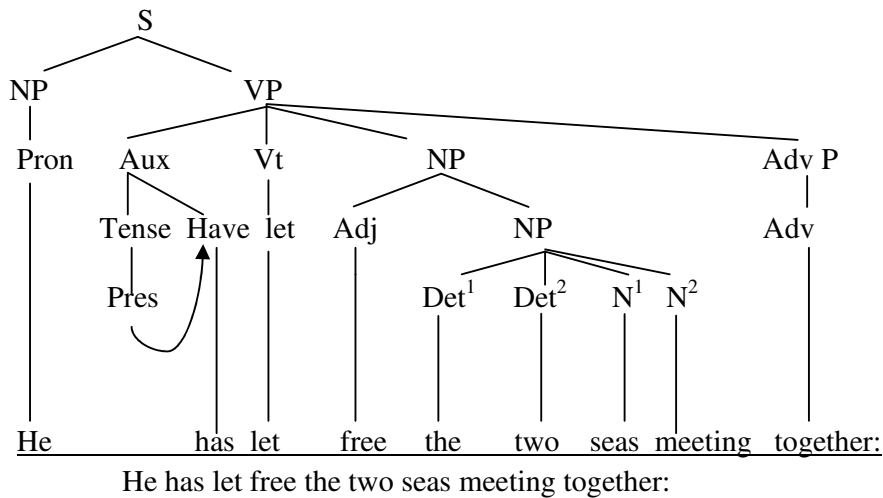 S
NP VP
Pron Aux Vt NP Adv P
Tense Have let Adj NP Adv
Pres Det¹ Det² N¹ N²
He has let free the two seas meeting together:
He has let free the two seas meeting together: